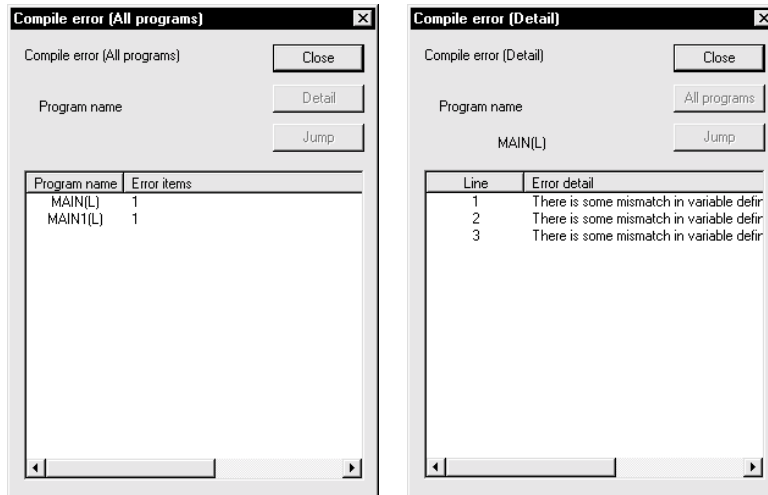 Compile error (All programs)
Compile error (All programs)
Close
Program name
Detail
Jump
Program name Error items
MAIN(L) 1
MAIN1(L) 1
Compile error (Detail)
Compile error (Detail)
Close
Program name
All programs
MAIN(L)
Jump
Line Error detail
1 There is some mismatch in variable defir
2 There is some mismatch in variable defir
3 There is some mismatch in variable defir